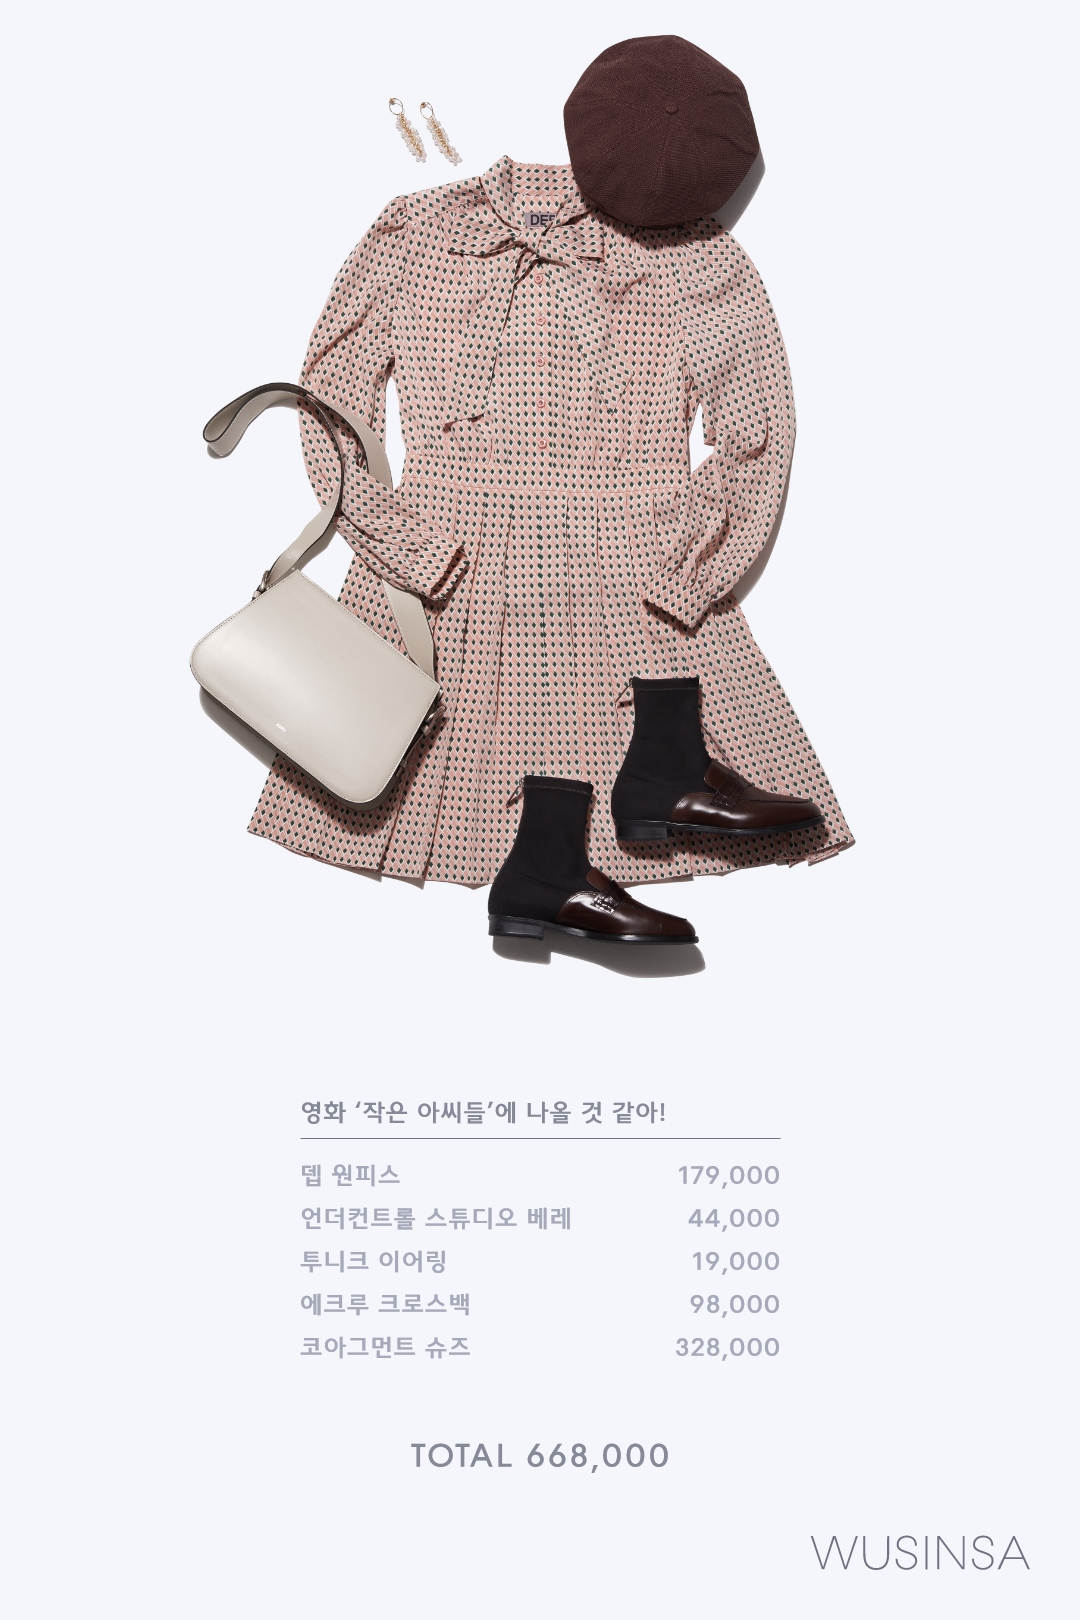 DEP
영화 ‘작은 아씨들’에 나올 것 같아!
뎁 원피스 179,000
언더컨트롤 스튜디오 베레 44,000
투니크 이어링 19,000
에크루 크로스백 98,000
코아그먼트 슈즈 328,000
TOTAL 668,000
WUSINSA